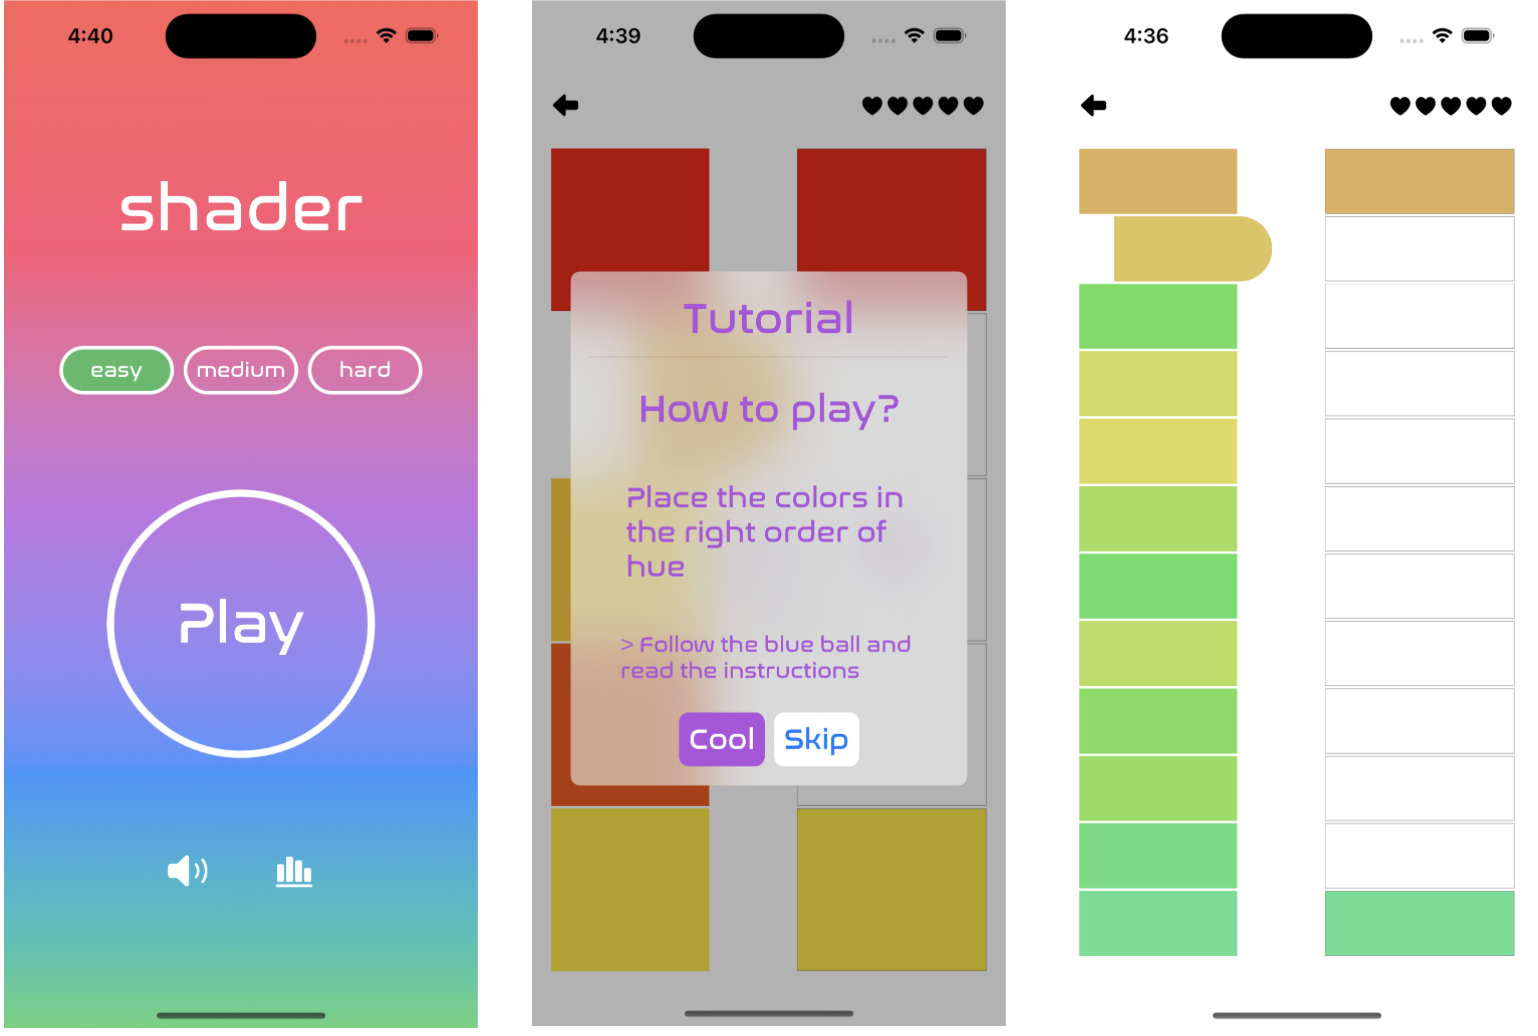 4:40
shader
easy
medium
hard
Play
4:39
Tutorial
How to play?
Place the colors in
the right order of
hue
> Follow the blue ball and
read the instructions
Cool
Skip
4:36